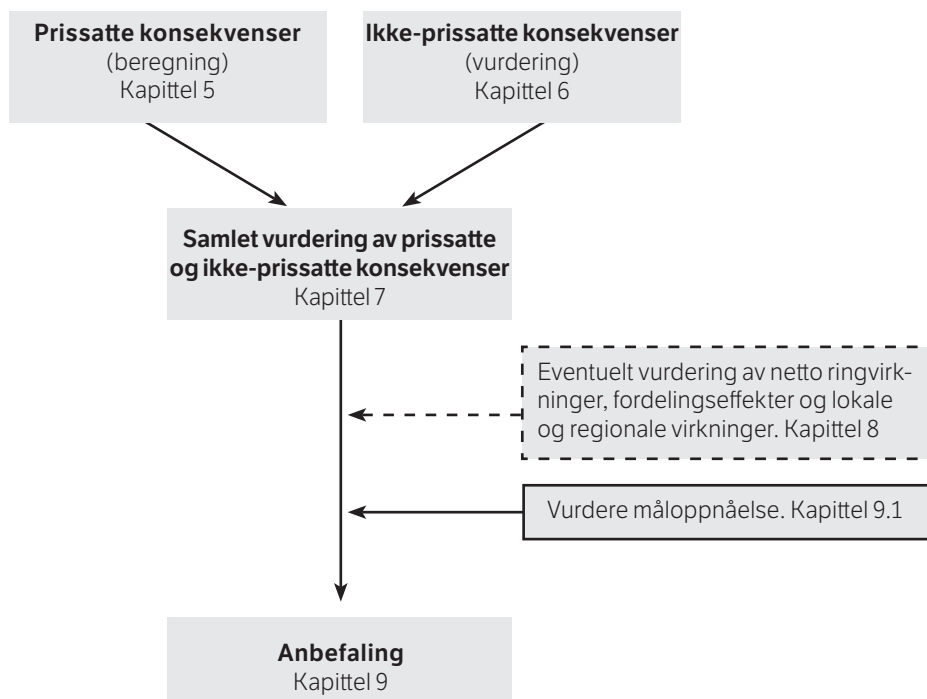 Prissatte konsekvenser
(beregning)
Kapittel 5
Ikke-prissatte konsekvenser
(vurdering)
Kapittel 6
Samlet vurdering av prissatte
og ikke-prissatte konsekvenser
Kapittel 7
Eventuelt vurdering av netto ringvirk-
ninger, fordelingseffekter og lokale
og regionale virkninger. Kapittel 8
Vurdere måloppnåelse. Kapittel 9.1
Anbefaling
Kapittel 9